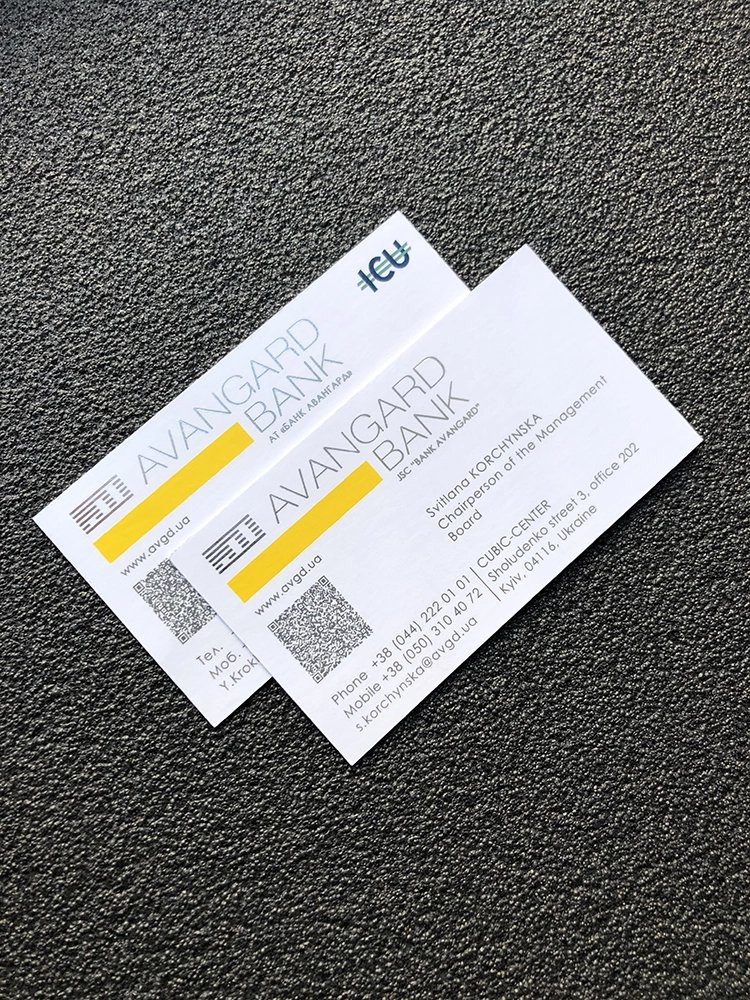 ICU
AVANGARD
BANK
АТ «БАНК АВАНГАРД»
www.avgd.ua
Тел.
Моб.
AVANGARD
BANK
JSC "BANK AVANGARD"
www.avgd.ua
Svitlana KORCHYNSKA
Chairperson of the Management
Board
Phone +38 (044) 222 01 01
Mobile +38 (050) 310 40 72
s.korchynska@avgd.ua
CUBIC-CENTER
Sholudenko street 3, office 202
Kyiv, 04116, Ukraine